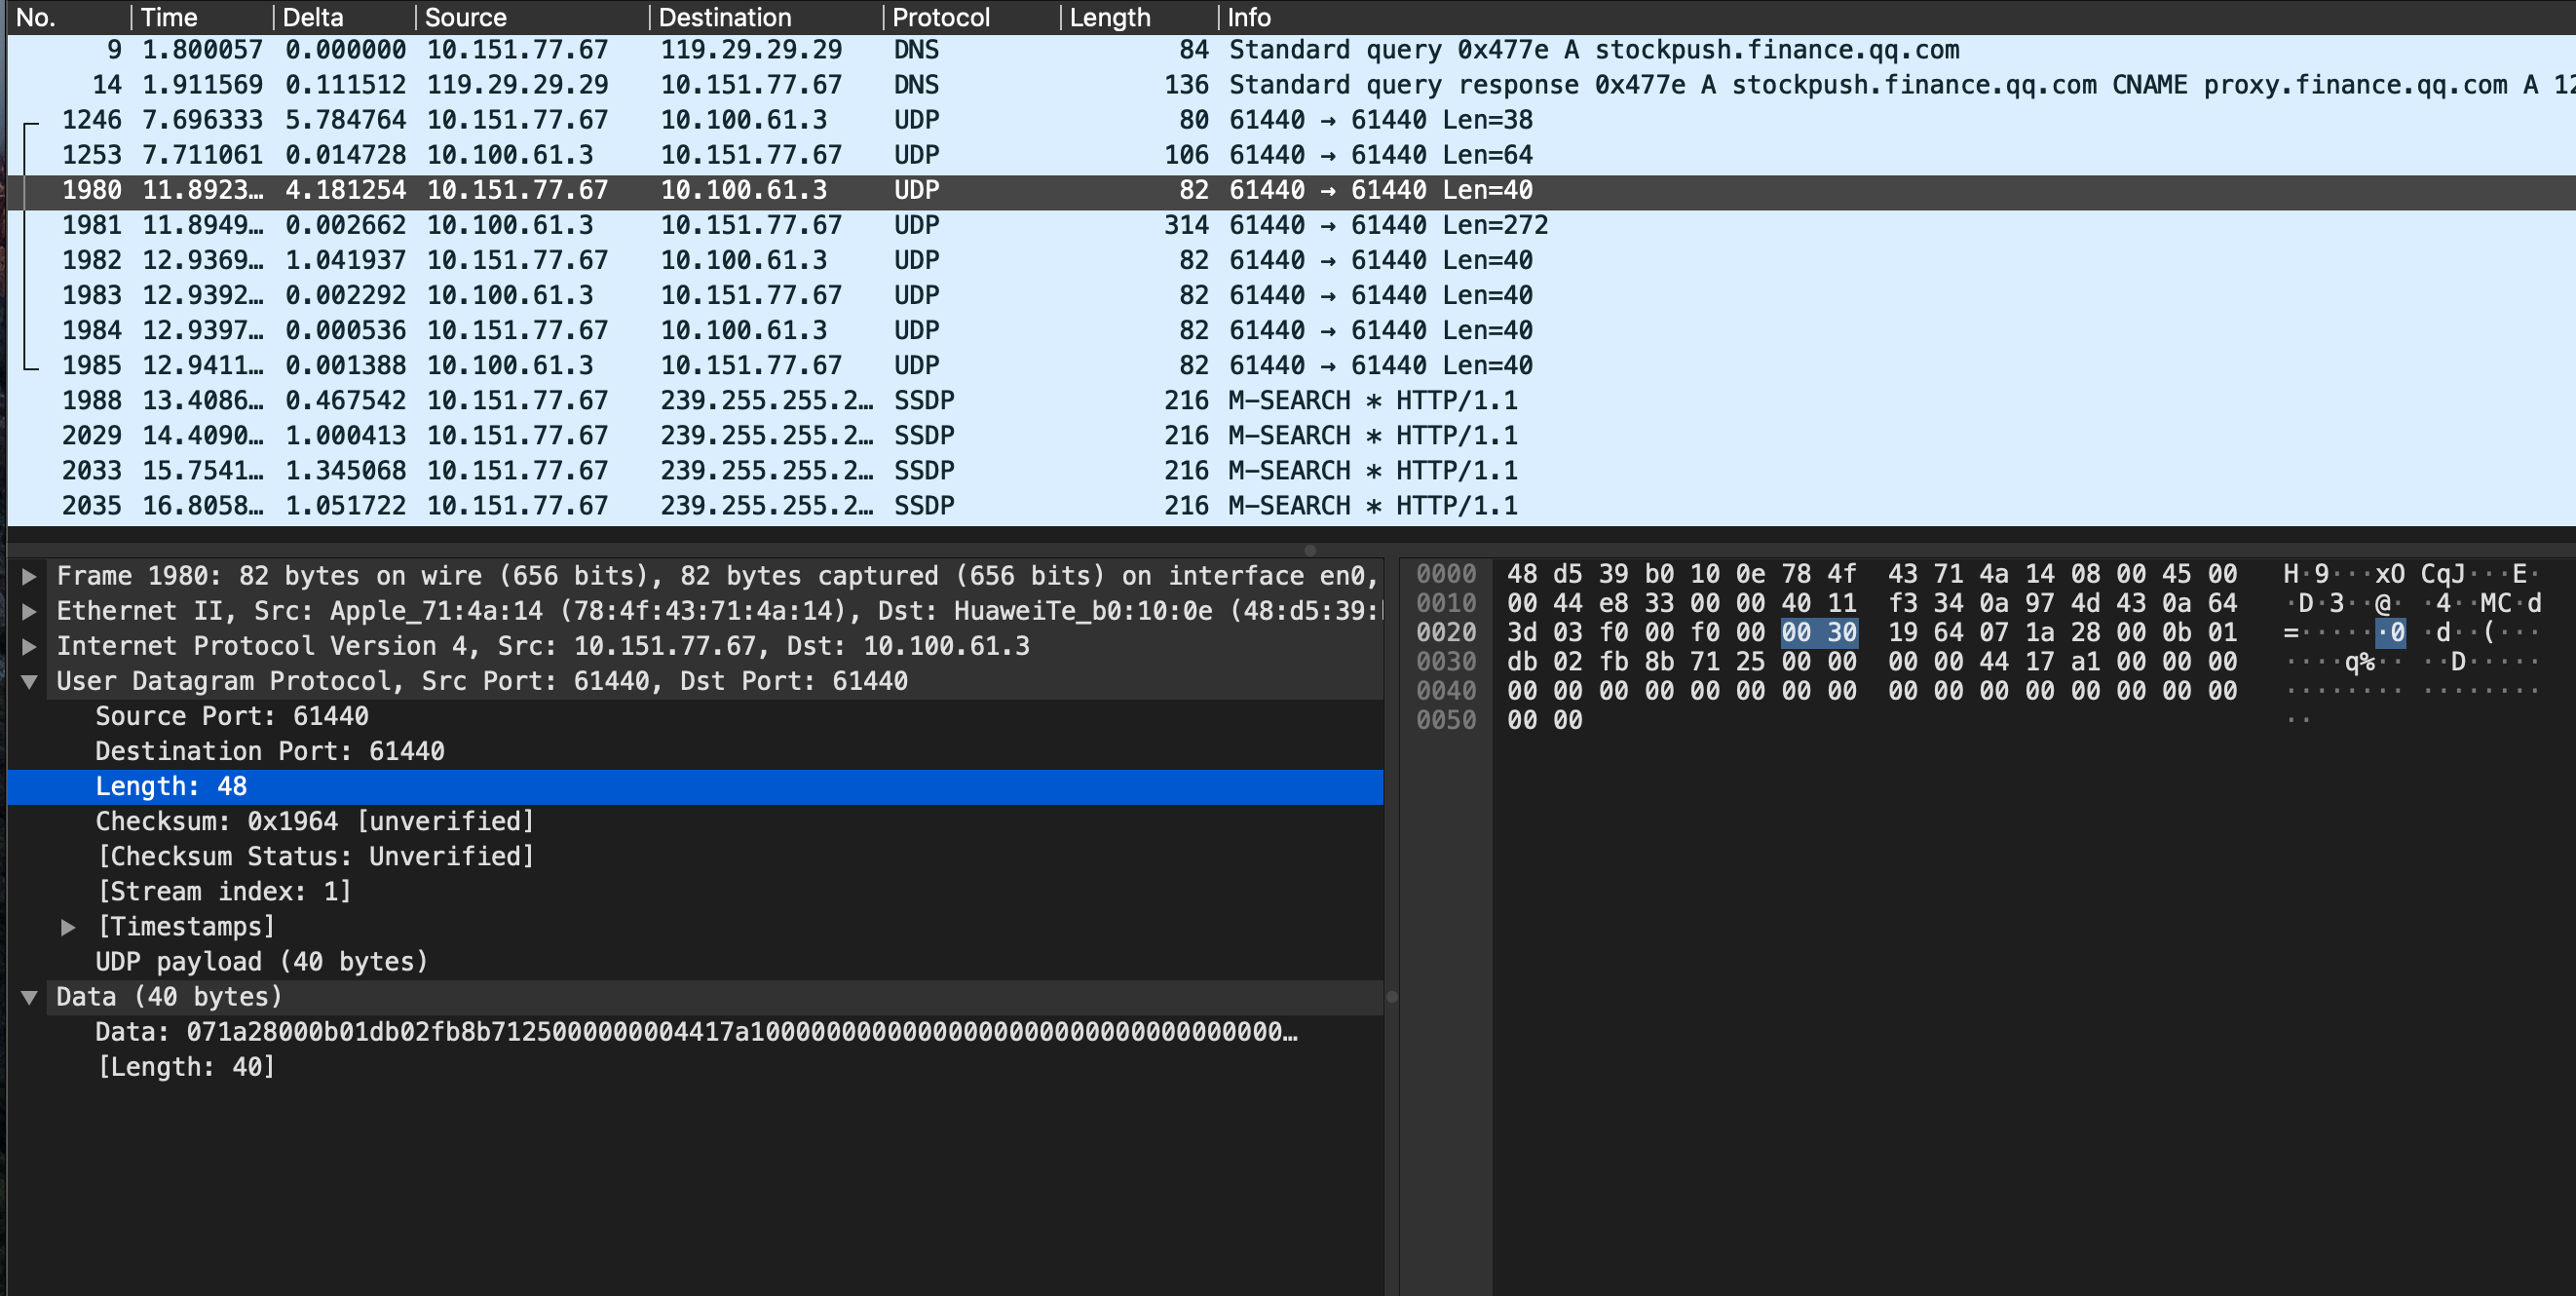 No. Time Delta Source Destination Protocol Length Info
9 1.800057 0.000000 10.151.77.67 119.29.29.29 DNS 84 Standard query 0x477e A stockpush.finance.qq.com
14 1.911569 0.111512 119.29.29.29 10.151.77.67 DNS 136 Standard query response 0x477e A stockpush.finance.qq.com CNAME proxy.finance.qq.com A 12
1246 7.696333 5.784764 10.151.77.67 10.100.61.3 UDP 80 61440 → 61440 Len=38
1253 7.711061 0.014728 10.100.61.3 10.151.77.67 UDP 106 61440 → 61440 Len=64
1980 11.8923… 4.181254 10.151.77.67 10.100.61.3 UDP 82 61440 → 61440 Len=40
1981 11.8949… 0.002662 10.100.61.3 10.151.77.67 UDP 314 61440 → 61440 Len=272
1982 12.9369… 1.041937 10.151.77.67 10.100.61.3 UDP 82 61440 → 61440 Len=40
1983 12.9392… 0.002292 10.100.61.3 10.151.77.67 UDP 82 61440 → 61440 Len=40
1984 12.9397… 0.000536 10.151.77.67 10.100.61.3 UDP 82 61440 → 61440 Len=40
1985 12.9411… 0.001388 10.100.61.3 10.151.77.67 UDP 82 61440 → 61440 Len=40
1988 13.4086… 0.467542 10.151.77.67 239.255.255.2… SSDP 216 M-SEARCH * HTTP/1.1
2029 14.4090… 1.000413 10.151.77.67 239.255.255.2… SSDP 216 M-SEARCH * HTTP/1.1
2033 15.7541… 1.345068 10.151.77.67 239.255.255.2… SSDP 216 M-SEARCH * HTTP/1.1
2035 16.8058… 1.051722 10.151.77.67 239.255.255.2… SSDP 216 M-SEARCH * HTTP/1.1
Frame 1980: 82 bytes on wire (656 bits), 82 bytes captured (656 bits) on interface en0,
Ethernet II, Src: Apple_71:4a:14 (78:4f:43:71:4a:14), Dst: HuaweiTe_b0:10:0e (48:d5:39:
Internet Protocol Version 4, Src: 10.151.77.67, Dst: 10.100.61.3
User Datagram Protocol, Src Port: 61440, Dst Port: 61440
Source Port: 61440
Destination Port: 61440
Length: 48
Checksum: 0x1964 [unverified]
[Checksum Status: Unverified]
[Stream index: 1]
[Timestamps]
UDP payload (40 bytes)
Data (40 bytes)
Data: 071a28000b01db02fb8b7125000000004417a10000000000000000000000000000000000…
[Length: 40]
0000 48 d5 39 b0 10 0e 78 4f 43 71 4a 14 08 00 45 00 H·9···xO CqJ···E·
0010 00 44 e8 33 00 00 40 11 f3 34 0a 97 4d 43 0a 64 ·D·3··@· ·4··MC·d
0020 3d 03 f0 00 f0 00 00 30 19 64 07 1a 28 00 0b 01 =······0 ·d··(···
0030 db 02 fb 8b 71 25 00 00 00 00 44 17 a1 00 00 00 ····q%·· ··D·····
0040 00 00 00 00 00 00 00 00 00 00 00 00 00 00 00 00 ········ ········
0050 00 00 ··